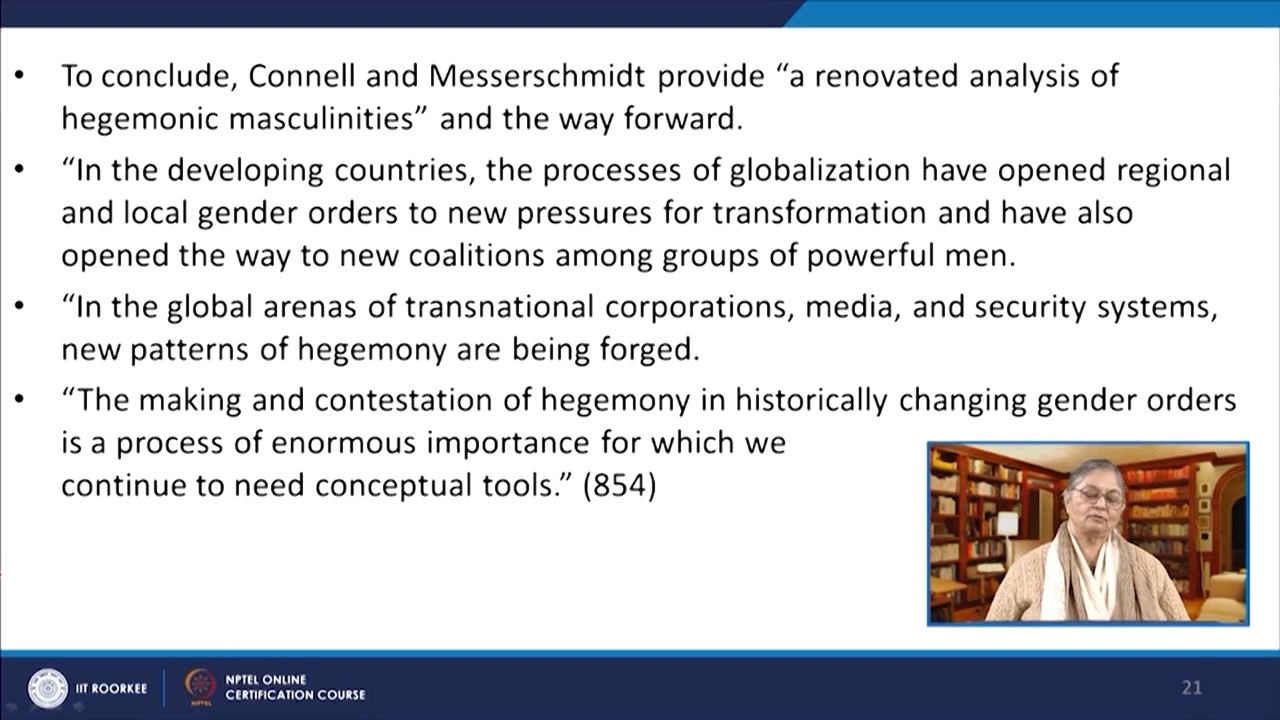 • To conclude, Connell and Messerschmidt provide “a renovated analysis of
hegemonic masculinities” and the way forward.
• “In the developing countries, the processes of globalization have opened regional
and local gender orders to new pressures for transformation and have also
opened the way to new coalitions among groups of powerful men.
• “In the global arenas of transnational corporations, media, and security systems,
new patterns of hegemony are being forged.
• “The making and contestation of hegemony in historically changing gender orders
is a process of enormous importance for which we
continue to need conceptual tools.” (854)
IIT ROORKEE
NPTEL
NPTEL ONLINE
CERTIFICATION COURSE
21